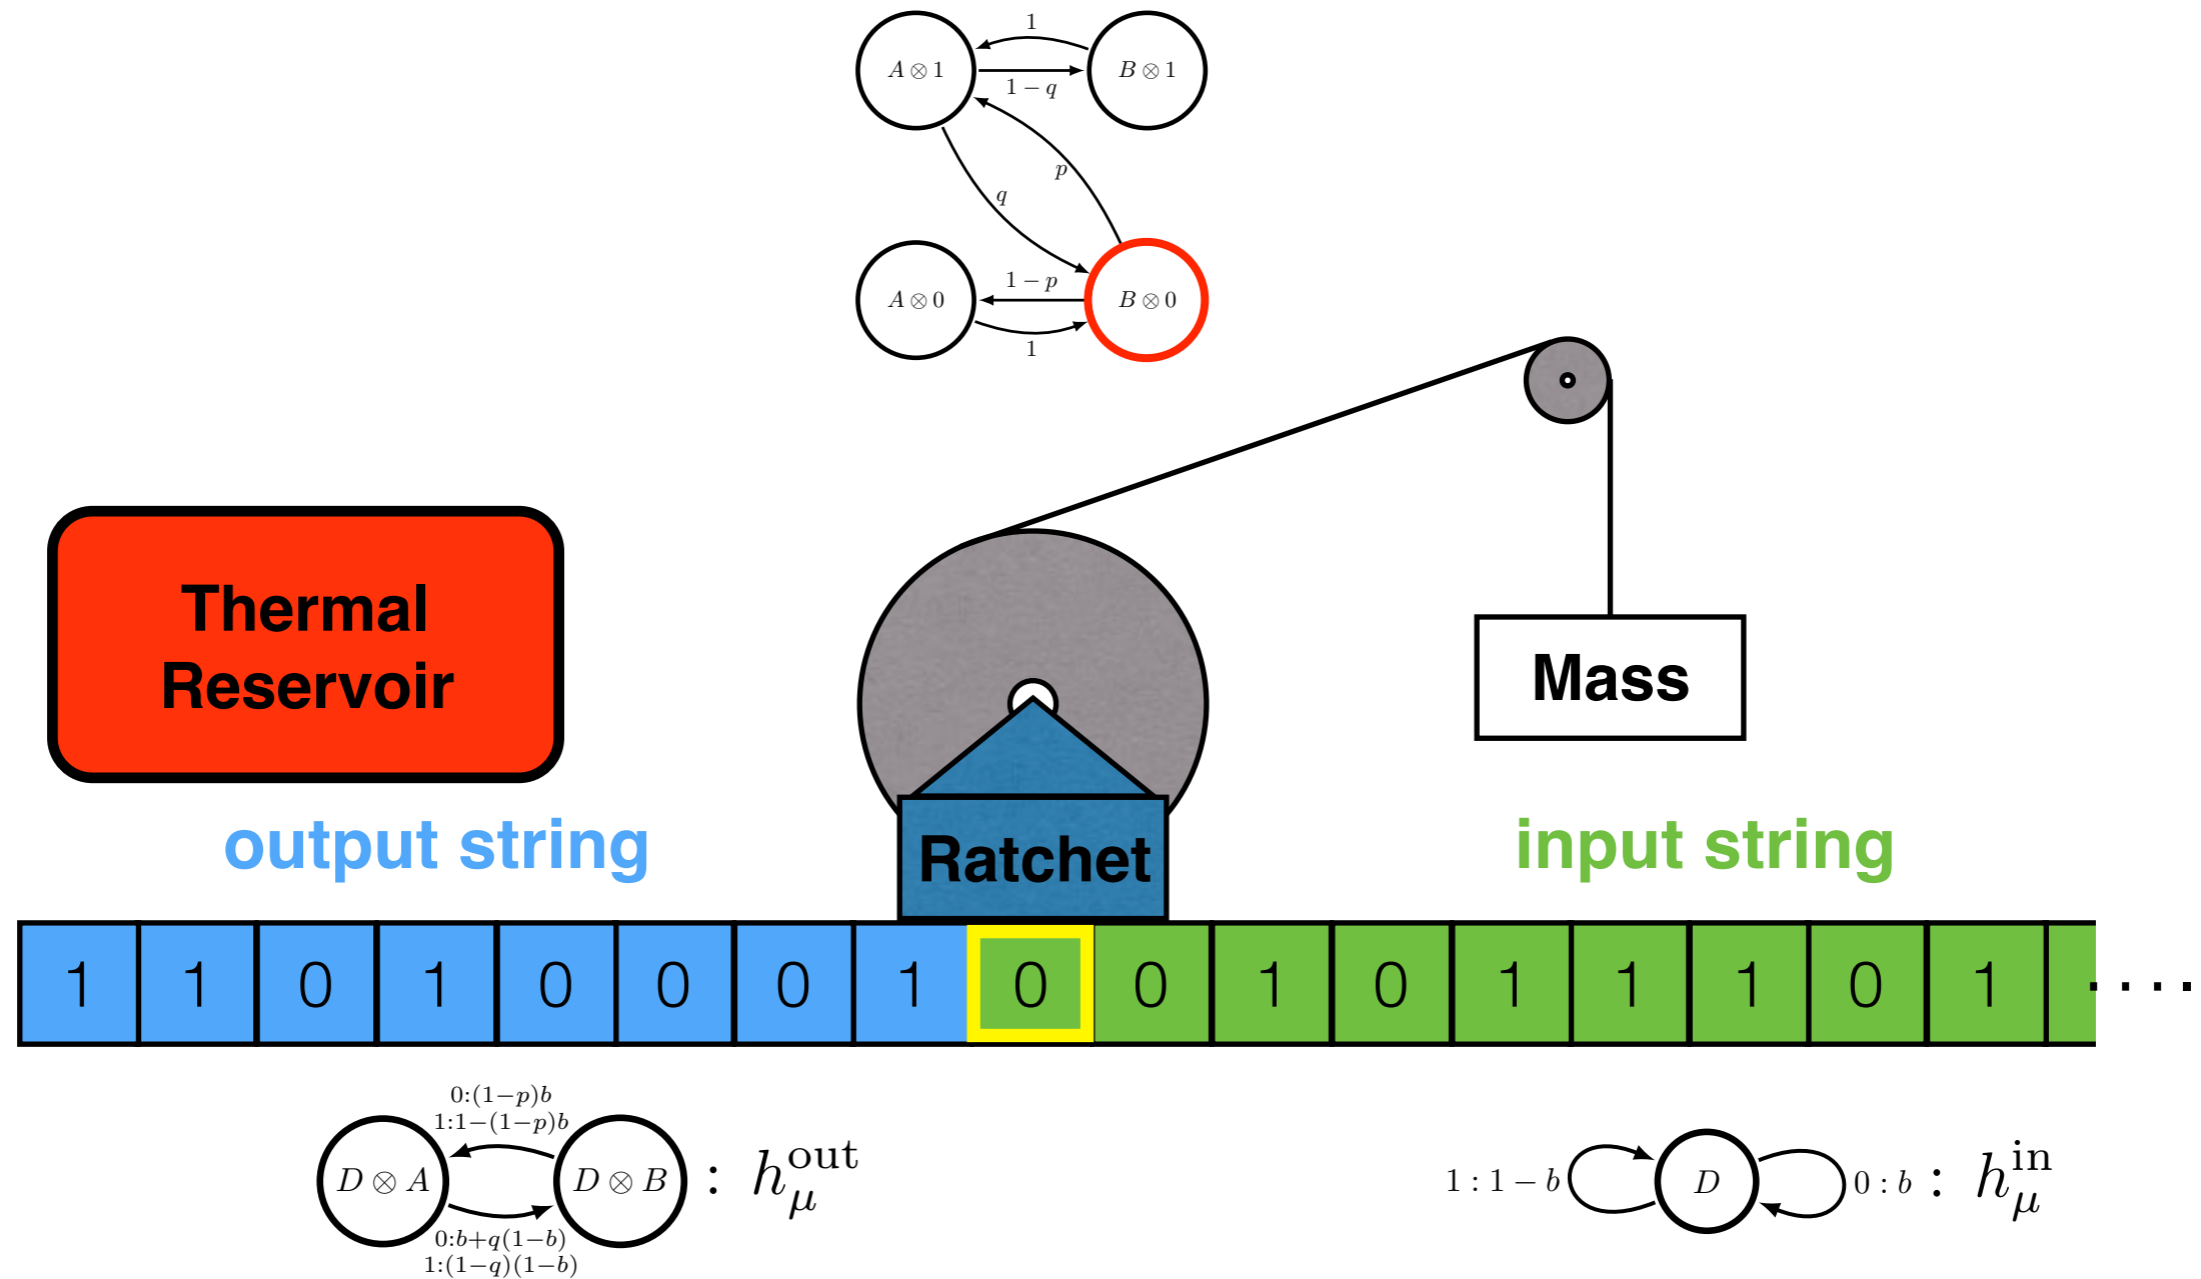 1
A ⊗ 1
B ⊗ 1
1 − q
p
q
1 − p
A ⊗ 0
B ⊗ 0
1
Thermal
Reservoir
Mass
output string
Ratchet
input string
1 1 0 1 0 0 0 1 0 0 1 0 1 1 1 0 1 ....
0:(1−p)b
1:1−(1−p)b
D ⊗ A
D ⊗ B
: h_μ^out
0:b+q(1−b)
1:(1−q)(1−b)
1 : 1 − b
D
0 : b
: h_μ^in